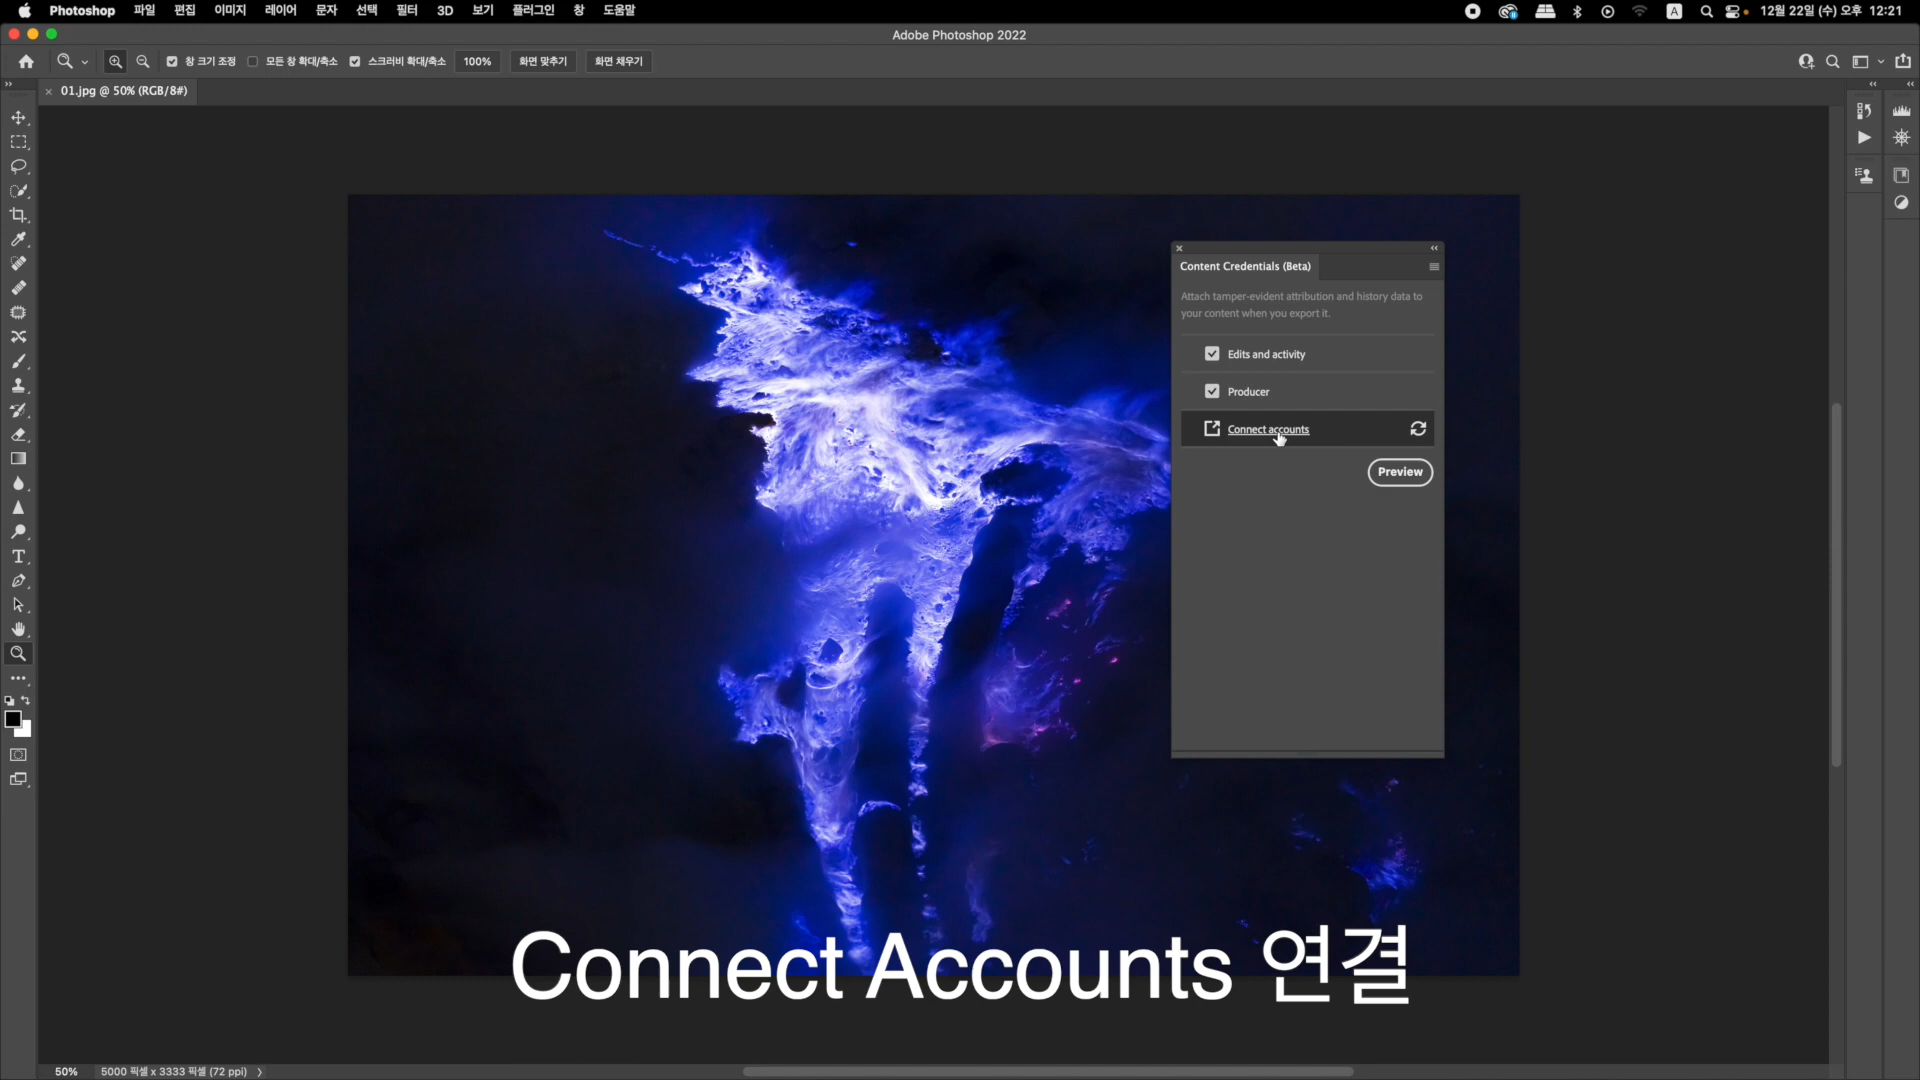 Photoshop 파일 편집 이미지 레이어 문자 선택 필터 3D 보기 플러그인 창 도움말 A 12월 22일 (수) 오후 12:21
Adobe Photoshop 2022
창 크기 조정 모든 창 확대/축소 스크러비 확대/축소 100% 화면 맞추기 화면 채우기
01.jpg @ 50% (RGB/8#)
Content Credentials (Beta)
Attach tamper-evident attribution and history data to
your content when you export it.
Edits and activity
Producer
Connect accounts
Preview
Connect Accounts 연결
50% 5000 픽셀 x 3333 픽셀 (72 ppi)